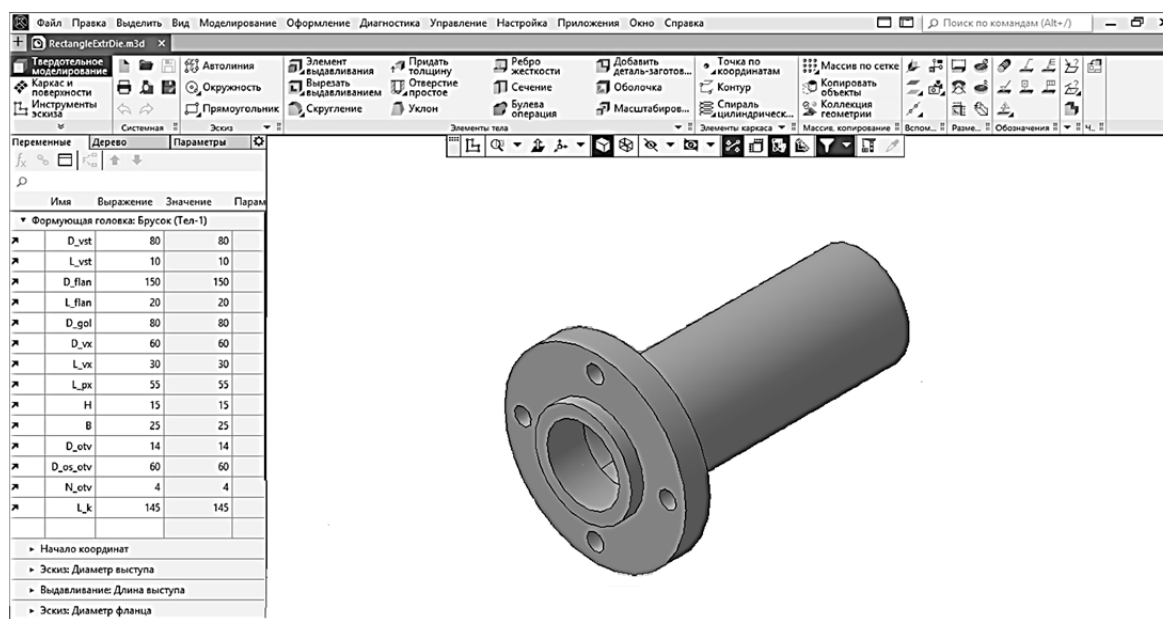 Файл Правка Выделить Вид Моделирование Оформление Диагностика Управление Настройка Приложения Окно Справка Поиск по командам (Alt+/)
RectangleExtrDie.m3d
Твердотельное моделирование
Каркас и поверхности
Инструменты эскиза
Системная
Автолиния
Окружность
Прямоугольник
Эскиз
Элемент выдавливания
Вырезать выдавливанием
Скругление
Придать толщину
Отверстие простое
Уклон
Ребро жесткости
Сечение
Булева операция
Добавить деталь-заготов...
Оболочка
Масштабиров...
Элементы тела
Точка по координатам
Контур
Спираль цилиндрическ...
Элементы каркаса
Массив по сетке
Копировать объекты
Коллекция геометрии
Массив, копирование
Вспом...
Разме...
Обозначения
Ч...
Переменные Дерево Параметры
Имя Выражение Значение Парам
Формующая головка: Брусок (Тел-1)
D_vst 80 80
L_vst 10 10
D_flan 150 150
L_flan 20 20
D_gol 80 80
D_vx 60 60
L_vx 30 30
L_px 55 55
H 15 15
B 25 25
D_otv 14 14
D_os_otv 60 60
N_otv 4 4
L_k 145 145
Начало координат
Эскиз: Диаметр выступа
Выдавливание: Длина выступа
Эскиз: Диаметр фланца